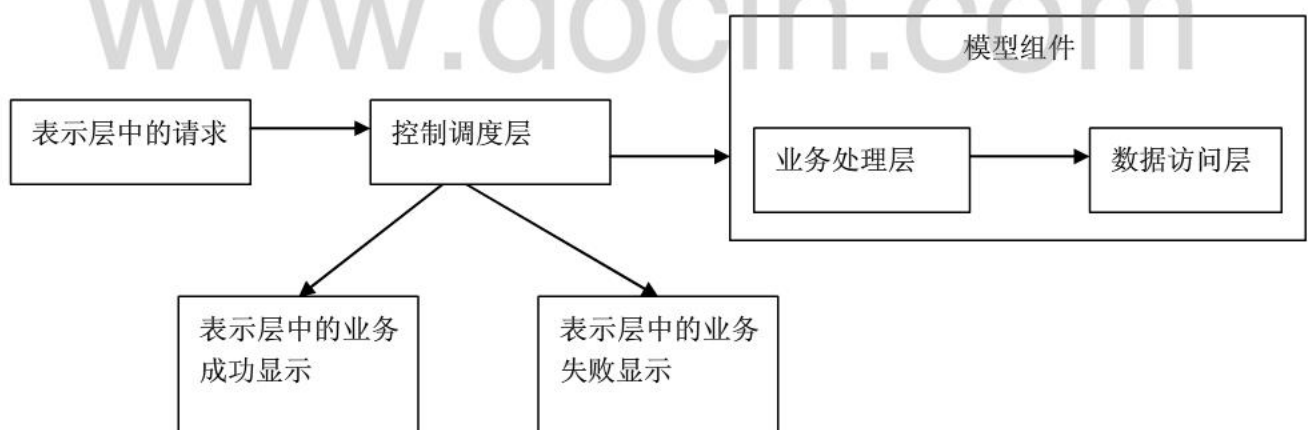 www.docin.com
模型组件
表示层中的请求
控制调度层
业务处理层
数据访问层
表示层中的业务
成功显示
表示层中的业务
失败显示